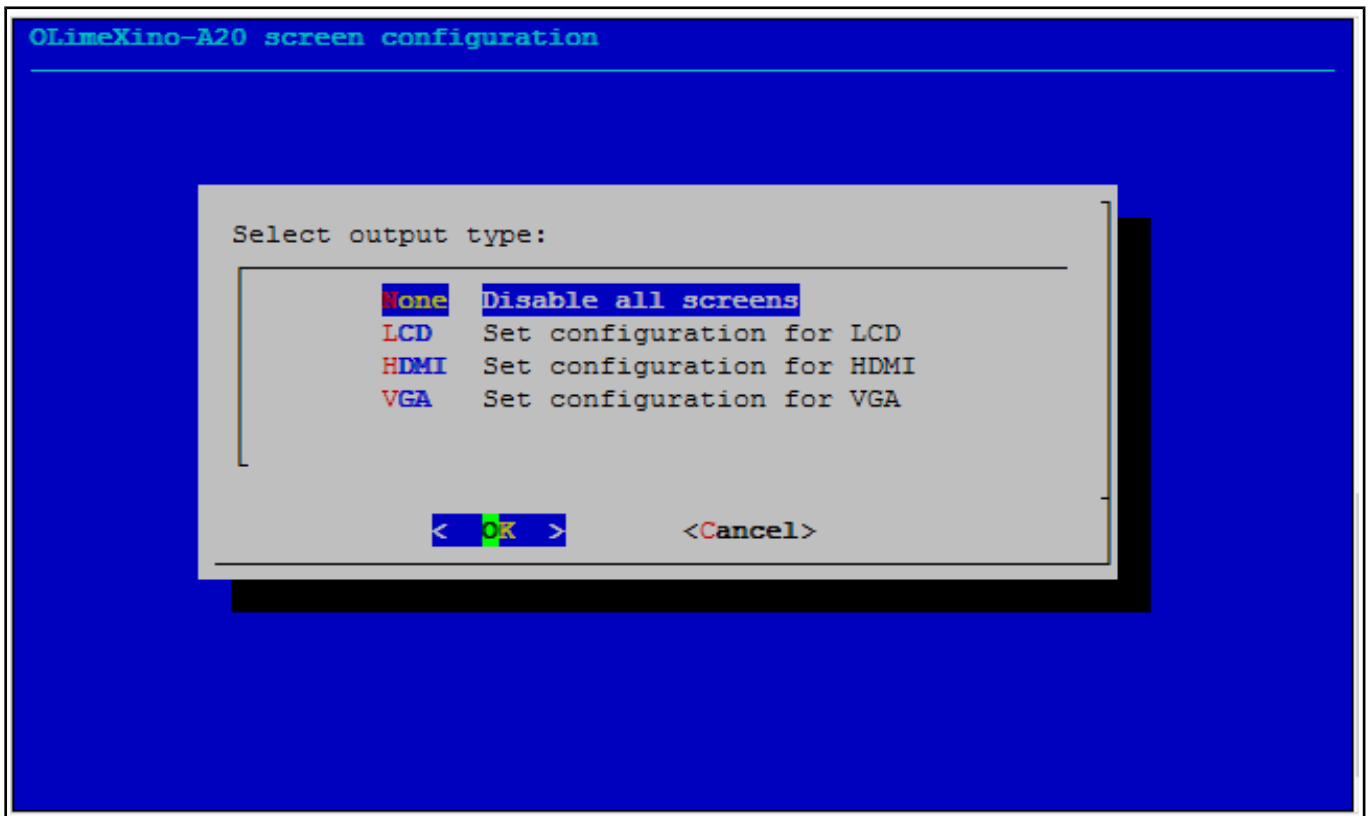 OLimeXino-A20 screen configuration
Select output type:
None Disable all screens
LCD Set configuration for LCD
HDMI Set configuration for HDMI
VGA Set configuration for VGA
< OK > <Cancel>